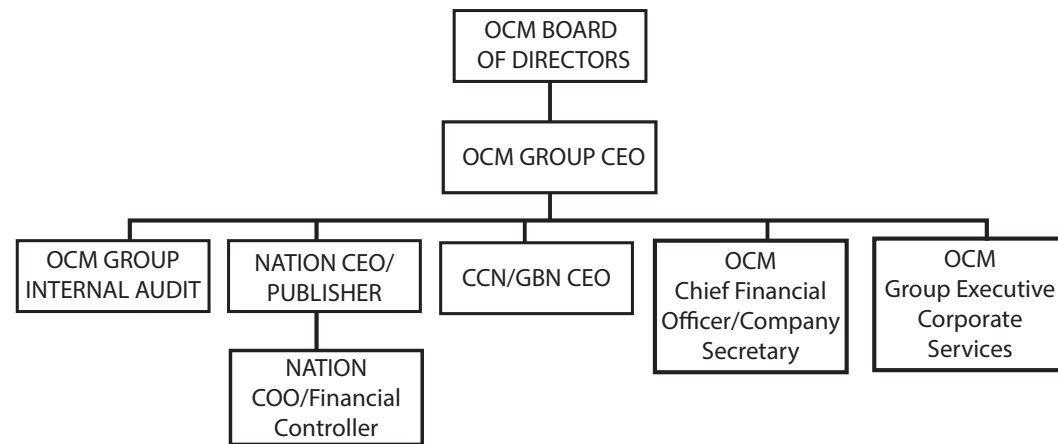 OCM BOARD
OF DIRECTORS
OCM GROUP CEO
OCM GROUP
INTERNAL AUDIT
NATION CEO/
PUBLISHER
CCN/GBN CEO
OCM
Chief Financial
Officer/Company
Secretary
OCM
Group Executive
Corporate
Services
NATION
COO/Financial
Controller